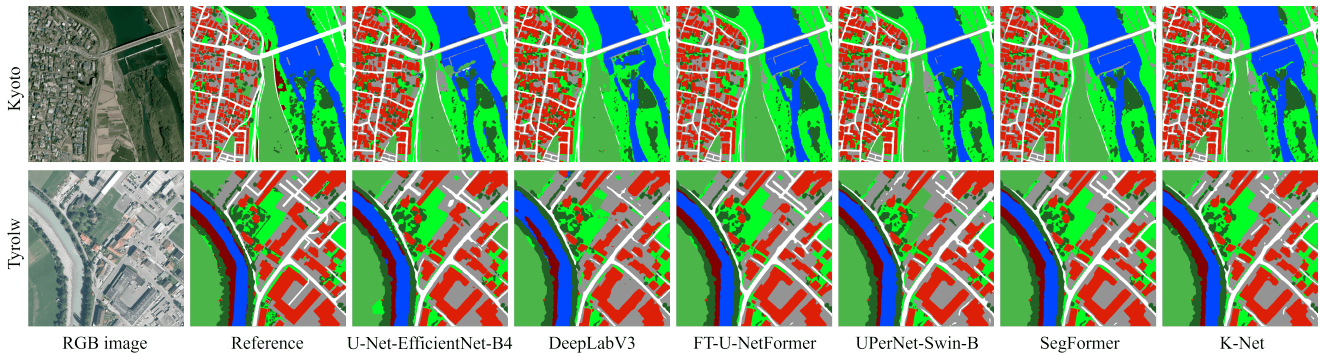 Kyoto
Tyrolw
RGB image
Reference
U-Net-EfficientNet-B4
DeepLabV3
FT-U-NetFormer
UPerNet-Swin-B
SegFormer
K-Net